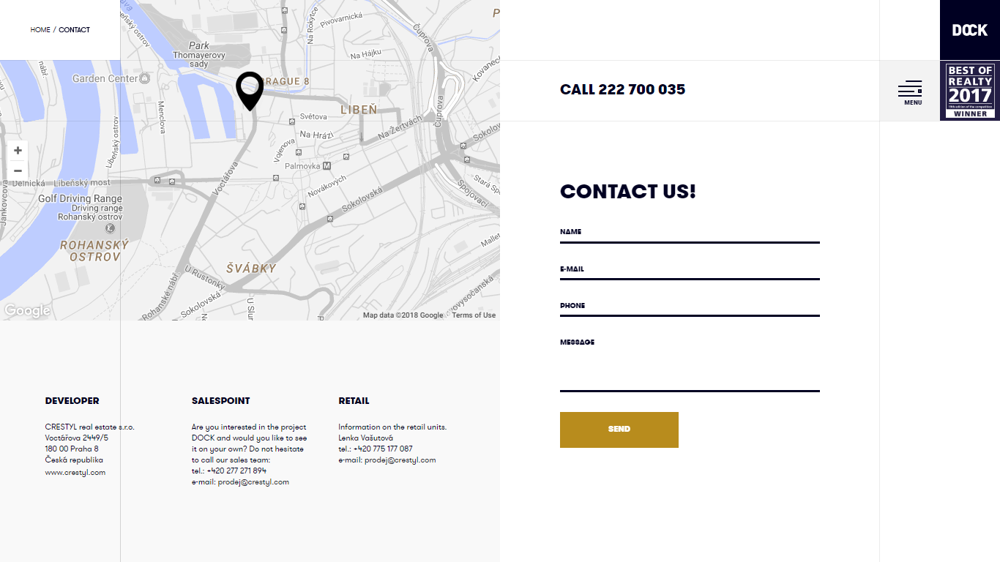 HOME / CONTACT
Pivovarnická
Na Rokytce
Čuprova
Park
Thomayerovy
sady
Na Hájku
Garden Center
PRAGUE 8
LIBEŇ
Menclova
Světova
Na Žertvách
Čuprova
Na Hrázi
Vojenova
Libeňský ostrov
Palmovka M
Voctářova
Novákových
Sokolovská
Stará
Spojovací
Jankovcova
Delnická
Libeňský most
Golf Driving Range
Driving range
Rohanský ostrov
ROHANSKÝ
OSTROV
ŠVÁBKY
U Rustonky
Rohanské nábř.
Sokolovská
Google
Map data ©2018 Google
Terms of Use
+
−
DOCK
CALL 222 700 035
MENU
BEST OF
REALTY
2017
19th edition of the competition
WINNER
CONTACT US!
NAME
E-MAIL
PHONE
MESSAGE
SEND
DEVELOPER
CRESTYL real estate s.r.o.
Voctářova 2449/5
180 00 Praha 8
Česká republika
www.crestyl.com
SALESPOINT
Are you interested in the project
DOCK and would you like to see
it on your own? Do not hesitate
to call our sales team:
tel.: +420 277 271 894
e-mail: prodej@crestyl.com
RETAIL
Information on the retail units.
Lenka Vašutová
tel.: +420 775 177 087
e-mail: prodej@crestyl.com